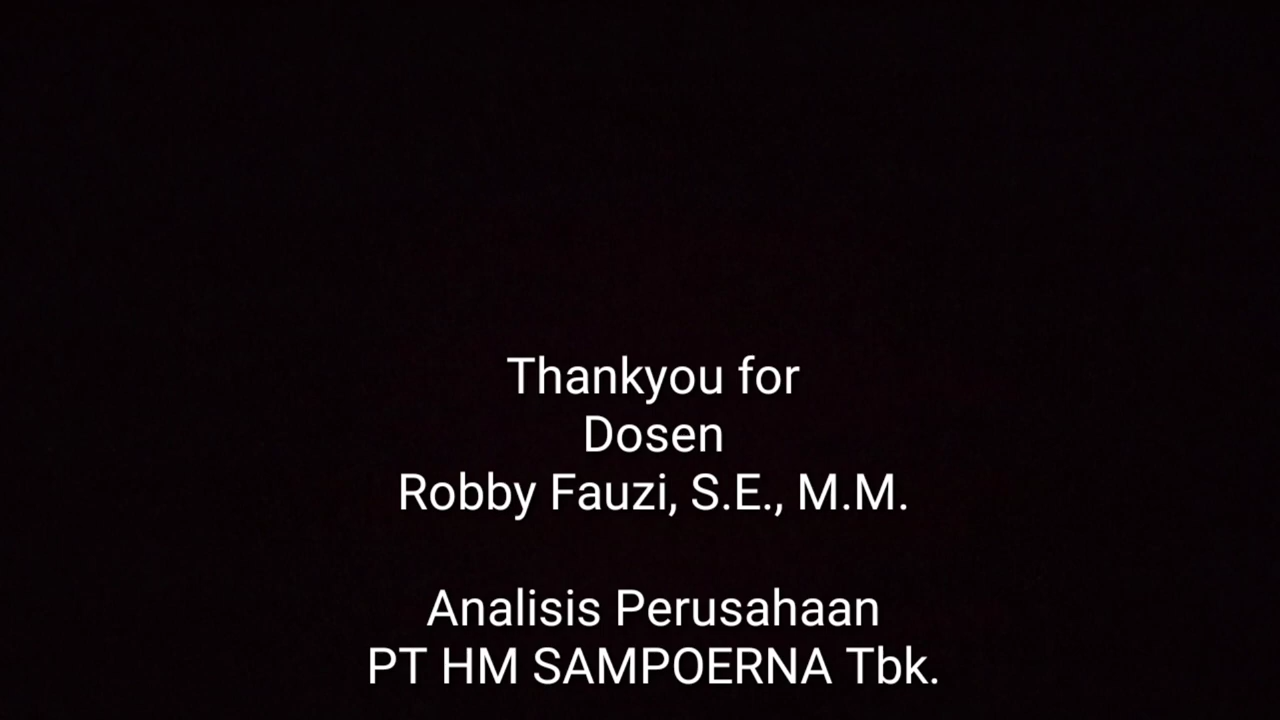 Thankyou for
Dosen
Robby Fauzi, S.E., M.M.
Analisis Perusahaan
PT HM SAMPOERNA Tbk.